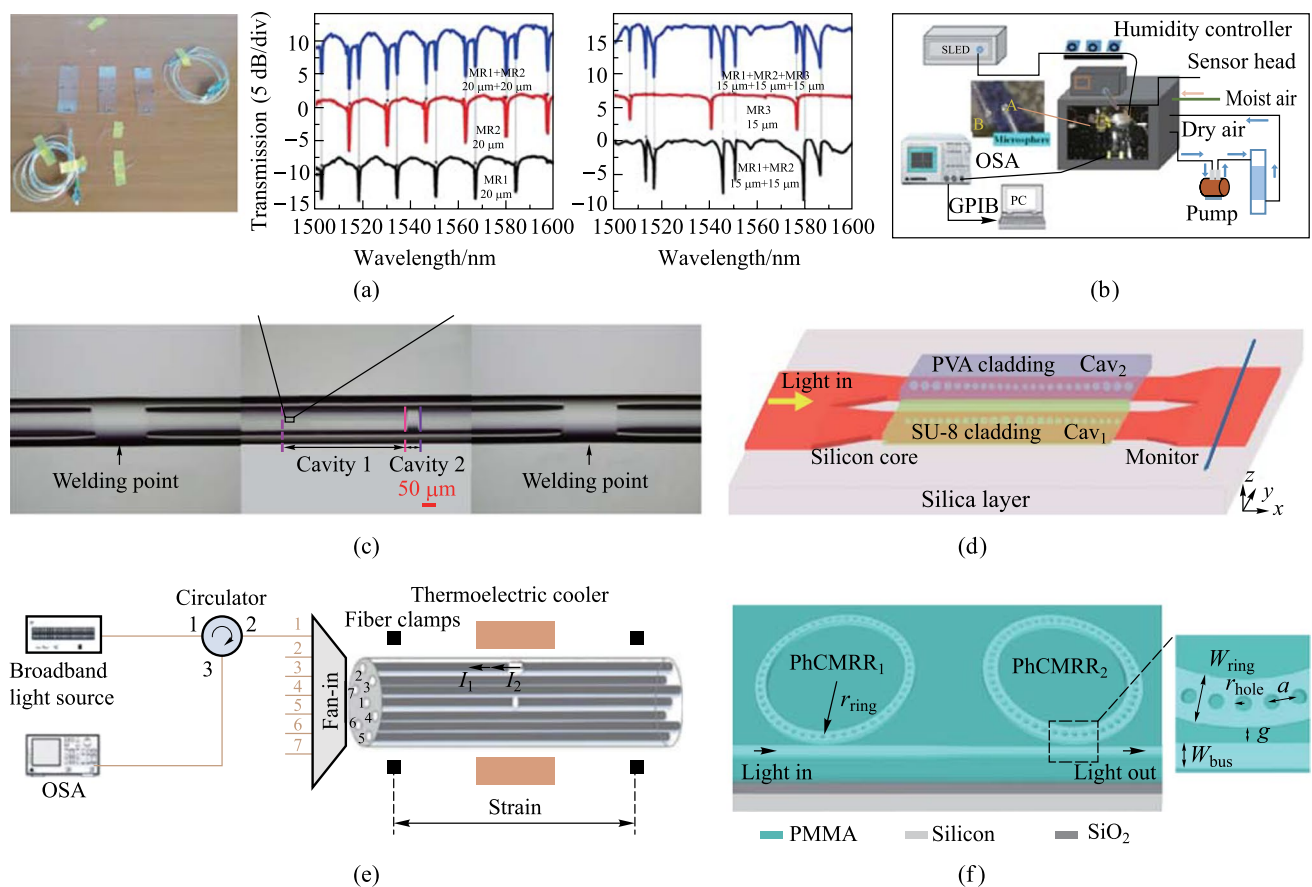 Transmission (5 dB/div)
10
5
0
−5
−10
−15
MR1+MR2
20 μm+20 μm
MR2
20 μm
MR1
20 μm
1500 1520 1540 1560 1580 1600
Wavelength/nm
15
10
5
0
−5
−10
MR1+MR2+MR3
15 μm+15 μm+15 μm
MR3
15 μm
MR1+MR2
15 μm+15 μm
1500 1520 1540 1560 1580 1600
Wavelength/nm
(a)
SLED
Humidity controller
Sensor head
Moist air
Dry air
A
B
Microsphere
OSA
GPIB
PC
Pump
(b)
Cavity 1
Cavity 2
50 μm
Welding point
Welding point
(c)
Light in
PVA cladding
Cav2
SU-8 cladding
Cav1
Silicon core
Monitor
Silica layer
z
y
x
(d)
Circulator
1
2
3
Broadband
light source
OSA
1
2
3
4
5
6
7
Fan-in
Thermoelectric cooler
Fiber clamps
2
3
7
1
4
6
5
I1
I2
Strain
(e)
PhCMRR1
rring
PhCMRR2
Light in
Light out
Wring
rhole
a
g
Wbus
PMMA
Silicon
SiO2
(f)